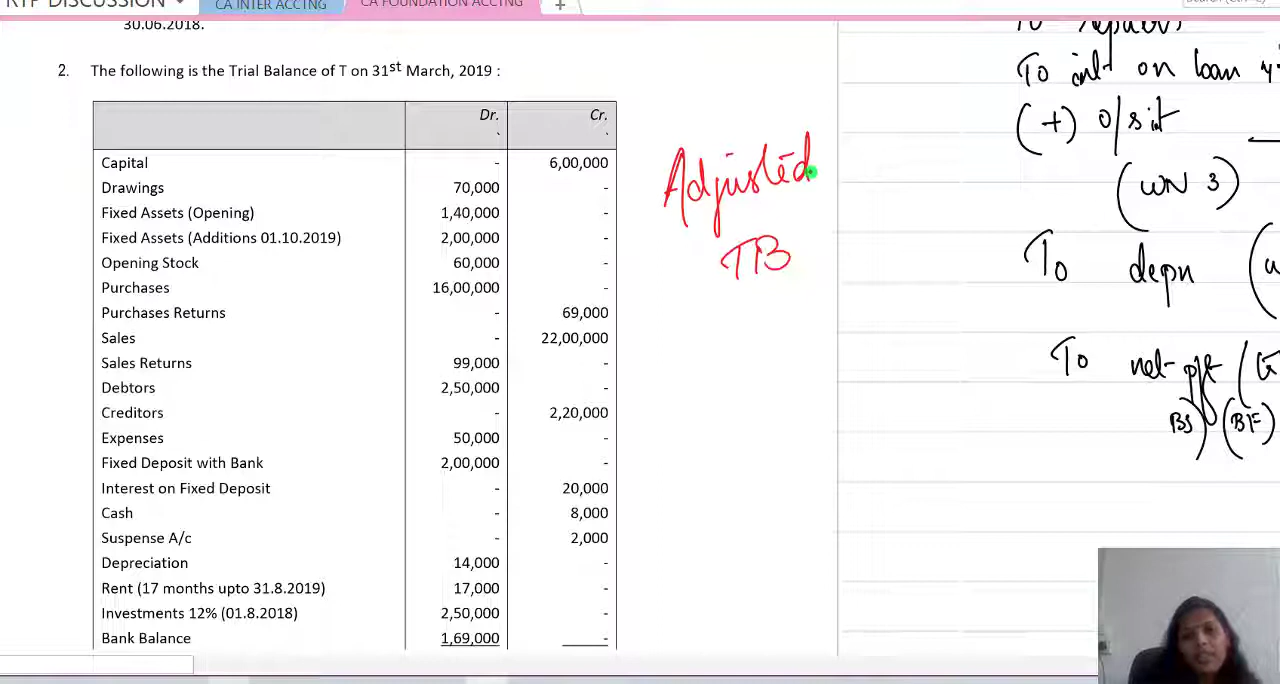 RTP DISCUSSION
CA INTER ACCTNG
CA FOUNDATION ACCTNG
+
30.06.2018.
2. The following is the Trial Balance of T on 31st March, 2019 :
Dr. Cr.
` `
Capital - 6,00,000
Drawings 70,000 -
Fixed Assets (Opening) 1,40,000 -
Fixed Assets (Additions 01.10.2019) 2,00,000 -
Opening Stock 60,000 -
Purchases 16,00,000 -
Purchases Returns - 69,000
Sales - 22,00,000
Sales Returns 99,000 -
Debtors 2,50,000 -
Creditors - 2,20,000
Expenses 50,000 -
Fixed Deposit with Bank 2,00,000 -
Interest on Fixed Deposit - 20,000
Cash - 8,000
Suspense A/c - 2,000
Depreciation 14,000 -
Rent (17 months upto 31.8.2019) 17,000 -
Investments 12% (01.8.2018) 2,50,000 -
Bank Balance 1,69,000 -
Adjusted
TB
To repairs
To int on loan
(+) o/s int
(WN 3)
To depn
To net pft
BS) (BF)